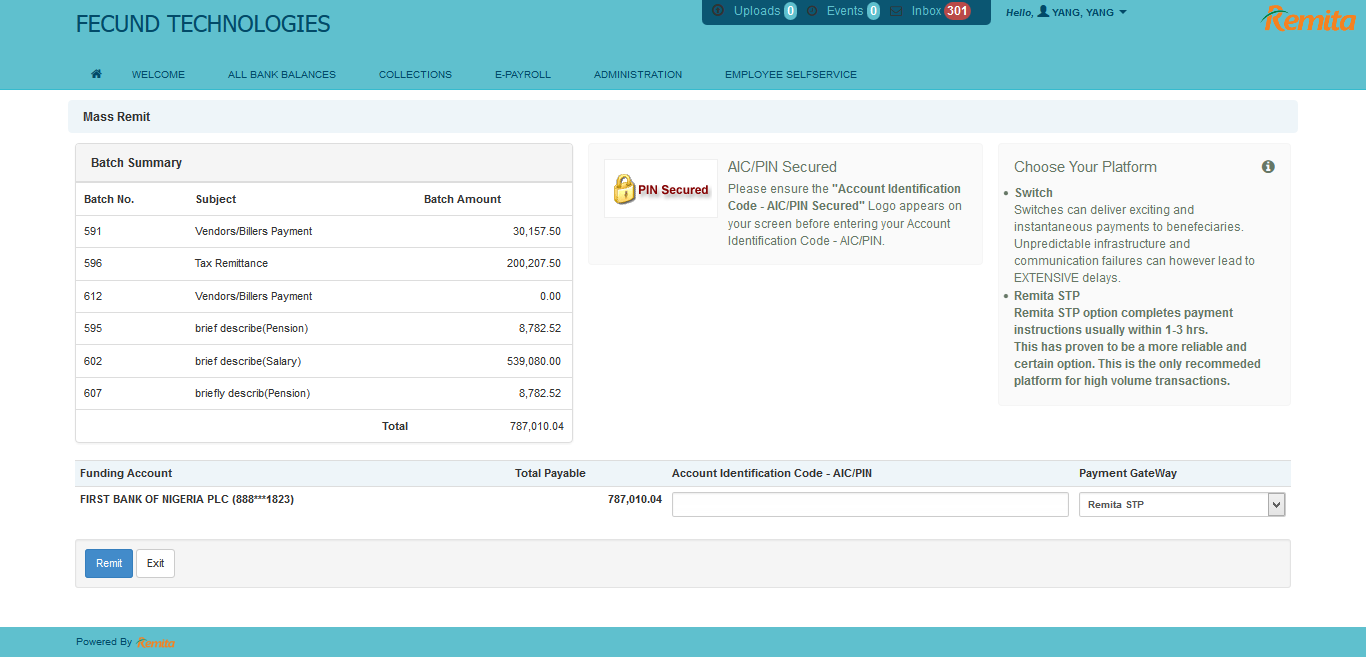 FECUND TECHNOLOGIES
Uploads 0 Events 0 Inbox 301
Hello, YANG, YANG
Remita
WELCOME ALL BANK BALANCES COLLECTIONS E-PAYROLL ADMINISTRATION EMPLOYEE SELFSERVICE
Mass Remit
Batch Summary
Batch No. Subject Batch Amount
591 Vendors/Billers Payment 30,157.50
596 Tax Remittance 200,207.50
612 Vendors/Billers Payment 0.00
595 brief describe(Pension) 8,782.52
602 brief describe(Salary) 539,080.00
607 briefly describ(Pension) 8,782.52
Total 787,010.04
PIN Secured
AIC/PIN Secured
Please ensure the "Account Identification
Code - AIC/PIN Secured" Logo appears on
your screen before entering your Account
Identification Code - AIC/PIN.
Choose Your Platform
• Switch
Switches can deliver exciting and
instantaneous payments to benefeciaries.
Unpredictable infrastructure and
communication failures can however lead to
EXTENSIVE delays.
• Remita STP
Remita STP option completes payment
instructions usually within 1-3 hrs.
This has proven to be a more reliable and
certain option. This is the only recommeded
platform for high volume transactions.
Funding Account Total Payable Account Identification Code - AIC/PIN Payment GateWay
FIRST BANK OF NIGERIA PLC (888***1823) 787,010.04 Remita STP
Remit Exit
Powered By Remita